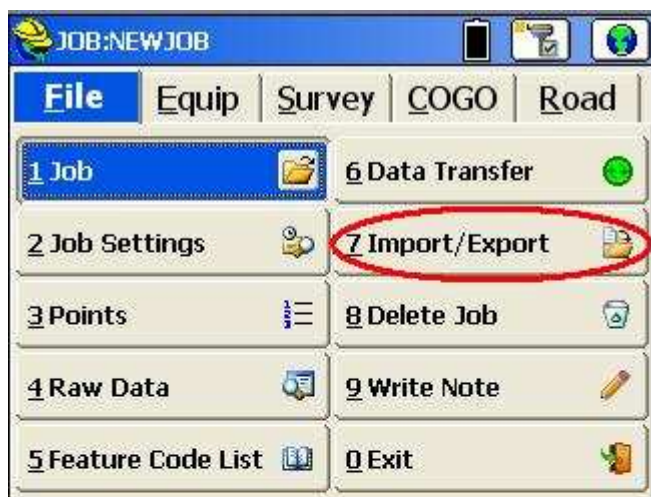 JOB:NEWJOB
File Equip Survey COGO Road
1 Job
6 Data Transfer
2 Job Settings
7 Import/Export
3 Points
8 Delete Job
4 Raw Data
9 Write Note
5 Feature Code List
0 Exit